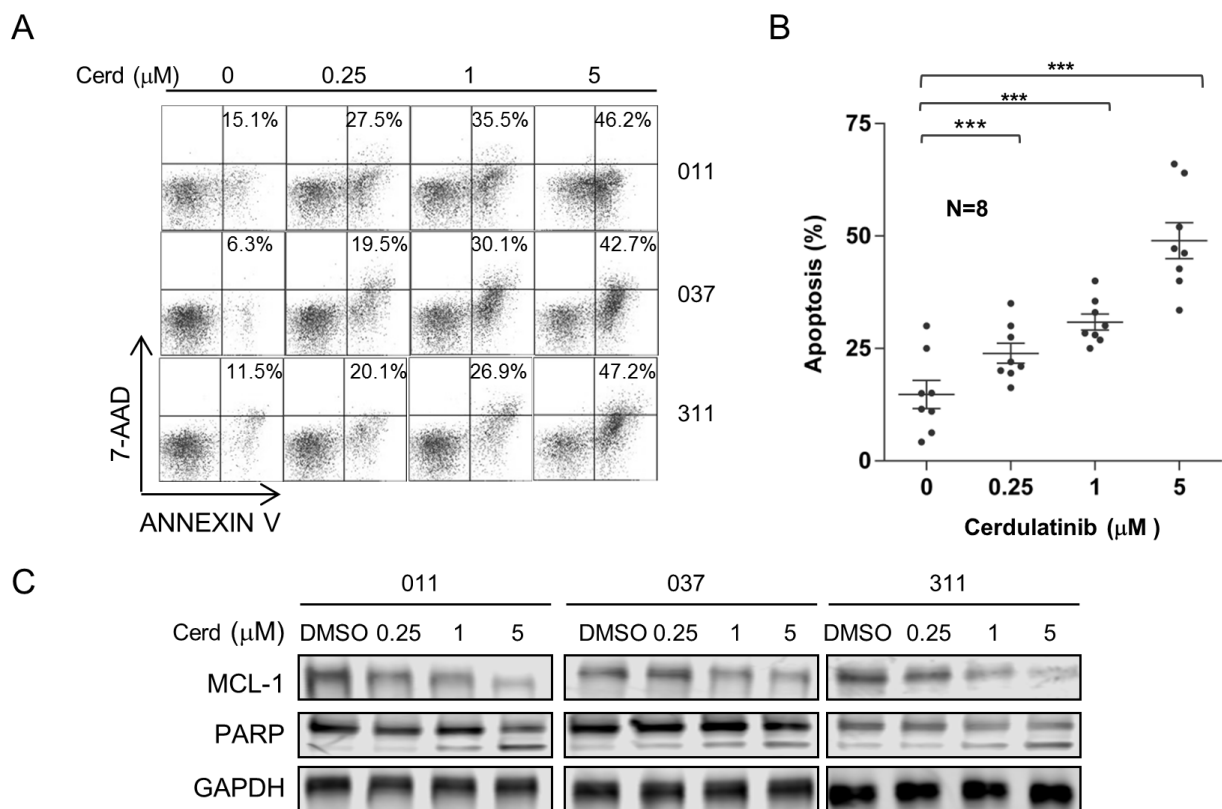 A
Cerd (μM) 0 0.25 1 5
15.1% 27.5% 35.5% 46.2%
011
6.3% 19.5% 30.1% 42.7%
037
11.5% 20.1% 26.9% 47.2%
311
7-AAD
ANNEXIN V
B
***
***
***
75
N=8
50
25
0
Apoptosis (%)
0 0.25 1 5
Cerdulatinib (μM )
C
011 037 311
Cerd (μM) DMSO 0.25 1 5 DMSO 0.25 1 5 DMSO 0.25 1 5
MCL-1
PARP
GAPDH